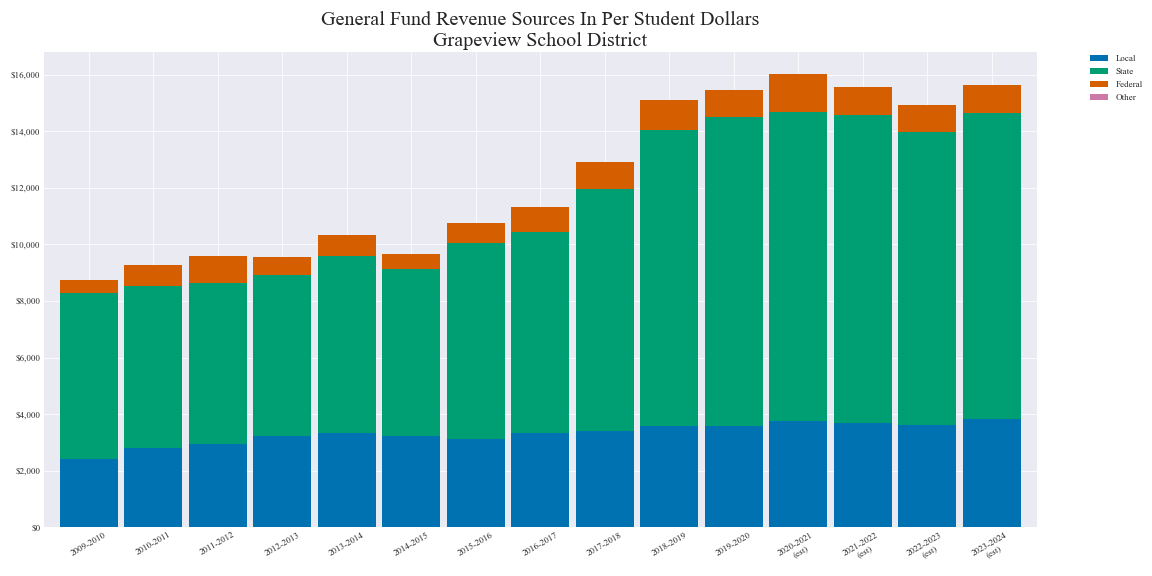 General Fund Revenue Sources In Per Student Dollars
Grapeview School District
Local
State
Federal
Other
$16,000
$14,000
$12,000
$10,000
$8,000
$6,000
$4,000
$2,000
$0
2009-2010
2010-2011
2011-2012
2012-2013
2013-2014
2014-2015
2015-2016
2016-2017
2017-2018
2018-2019
2019-2020
2020-2021
(est)
2021-2022
(est)
2022-2023
(est)
2023-2024
(est)